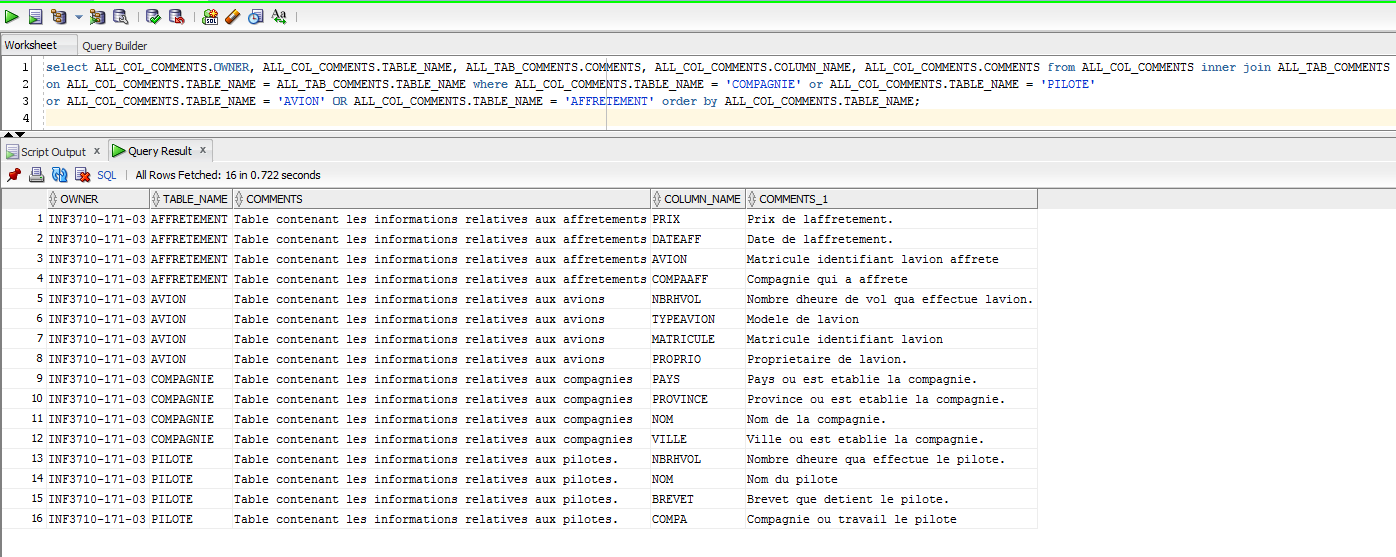 SQL Aa
Worksheet Query Builder
1 select ALL_COL_COMMENTS.OWNER, ALL_COL_COMMENTS.TABLE_NAME, ALL_TAB_COMMENTS.COMMENTS, ALL_COL_COMMENTS.COLUMN_NAME, ALL_COL_COMMENTS.COMMENTS from ALL_COL_COMMENTS inner join ALL_TAB_COMMENTS
2 on ALL_COL_COMMENTS.TABLE_NAME = ALL_TAB_COMMENTS.TABLE_NAME where ALL_COL_COMMENTS.TABLE_NAME = 'COMPAGNIE' or ALL_COL_COMMENTS.TABLE_NAME = 'PILOTE'
3 or ALL_COL_COMMENTS.TABLE_NAME = 'AVION' OR ALL_COL_COMMENTS.TABLE_NAME = 'AFFRETEMENT' order by ALL_COL_COMMENTS.TABLE_NAME;
4
Script Output x Query Result x
SQL | All Rows Fetched: 16 in 0.722 seconds
OWNER TABLE_NAME COMMENTS COLUMN_NAME COMMENTS_1
1 INF3710-171-03 AFFRETEMENT Table contenant les informations relatives aux affretements PRIX Prix de laffretement.
2 INF3710-171-03 AFFRETEMENT Table contenant les informations relatives aux affretements DATEAFF Date de laffretement.
3 INF3710-171-03 AFFRETEMENT Table contenant les informations relatives aux affretements AVION Matricule identifiant lavion affrete
4 INF3710-171-03 AFFRETEMENT Table contenant les informations relatives aux affretements COMPAAFF Compagnie qui a affrete
5 INF3710-171-03 AVION Table contenant les informations relatives aux avions NBRHVOL Nombre dheure de vol qua effectue lavion.
6 INF3710-171-03 AVION Table contenant les informations relatives aux avions TYPEAVION Modele de lavion
7 INF3710-171-03 AVION Table contenant les informations relatives aux avions MATRICULE Matricule identifiant lavion
8 INF3710-171-03 AVION Table contenant les informations relatives aux avions PROPRIO Proprietaire de lavion.
9 INF3710-171-03 COMPAGNIE Table contenant les informations relatives aux compagnies PAYS Pays ou est etablie la compagnie.
10 INF3710-171-03 COMPAGNIE Table contenant les informations relatives aux compagnies PROVINCE Province ou est etablie la compagnie.
11 INF3710-171-03 COMPAGNIE Table contenant les informations relatives aux compagnies NOM Nom de la compagnie.
12 INF3710-171-03 COMPAGNIE Table contenant les informations relatives aux compagnies VILLE Ville ou est etablie la compagnie.
13 INF3710-171-03 PILOTE Table contenant les informations relatives aux pilotes. NBRHVOL Nombre dheure qua effectue le pilote.
14 INF3710-171-03 PILOTE Table contenant les informations relatives aux pilotes. NOM Nom du pilote
15 INF3710-171-03 PILOTE Table contenant les informations relatives aux pilotes. BREVET Brevet que detient le pilote.
16 INF3710-171-03 PILOTE Table contenant les informations relatives aux pilotes. COMPA Compagnie ou travail le pilote